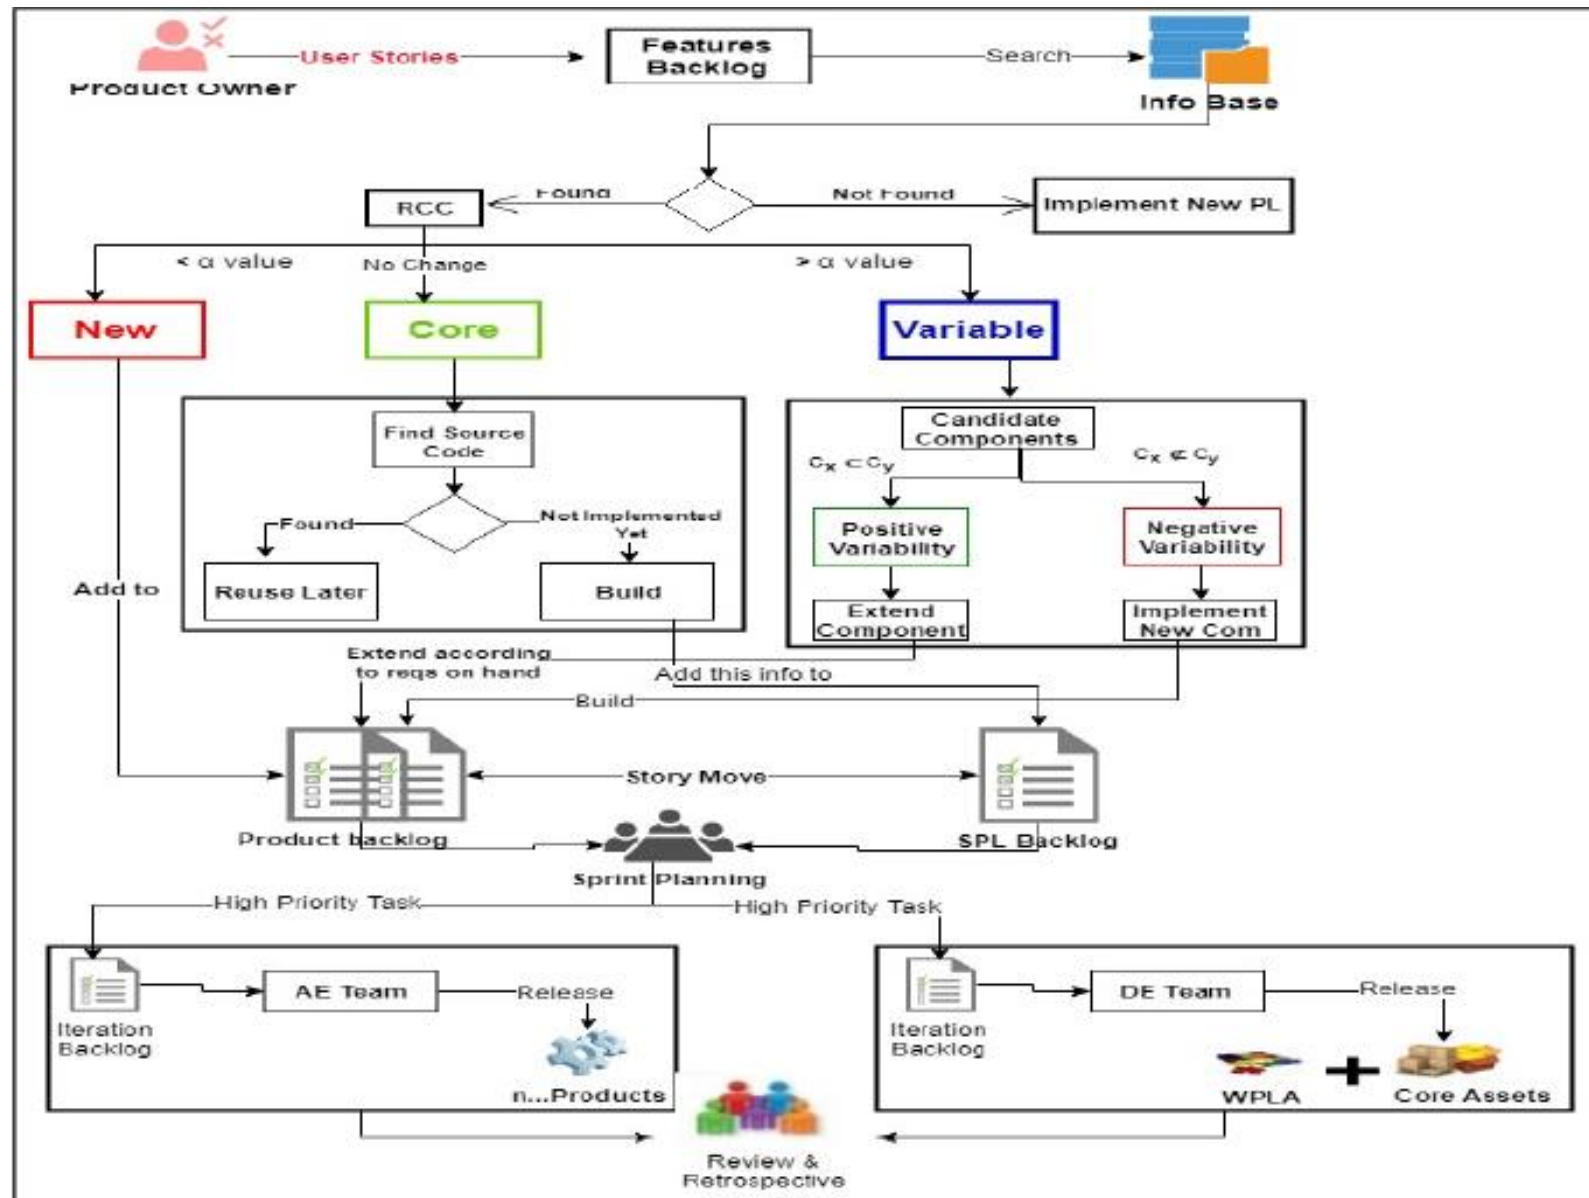 User Stories
Features
Backlog
Search
Product Owner
Info Base
Found
Not Found
RCC
Implement New PL
< α value
No Change
> α value
New
Core
Variable
Find Source
Code
Candidate
Components
Cx ⊂ Cy
Cx ⊄ Cy
Found
Not Implemented
Yet
Positive
Variability
Negative
Variability
Add to
Reuse Later
Build
Extend
Component
Implement
New Com
Extend according
to reqs on hand
Add this info to
Build
Story Move
Product backlog
SPL Backlog
Sprint Planning
High Priority Task
High Priority Task
AE Team
Release
DE Team
Release
Iteration
Backlog
Iteration
Backlog
n...Products
WPLA
Core Assets
Review &
Retrospective